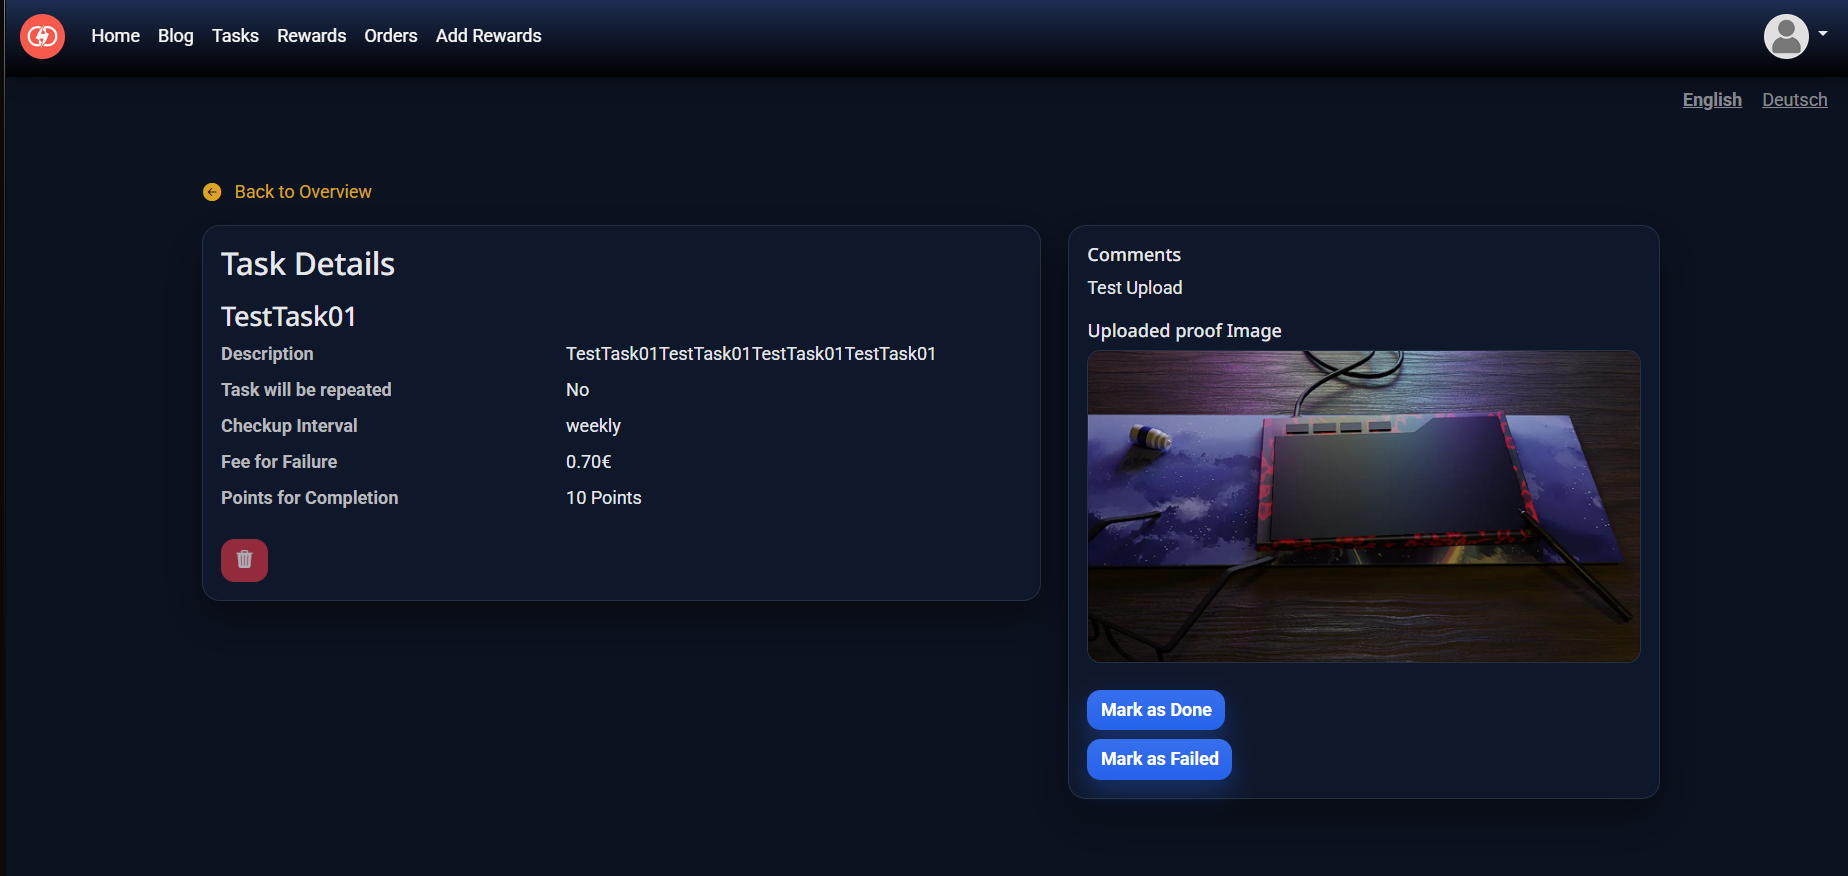 Home Blog Tasks Rewards Orders Add Rewards
English Deutsch
Back to Overview
Task Details
TestTask01
Description TestTask01TestTask01TestTask01TestTask01
Task will be repeated No
Checkup Interval weekly
Fee for Failure 0.70€
Points for Completion 10 Points
Comments
Test Upload
Uploaded proof Image
Mark as Done
Mark as Failed